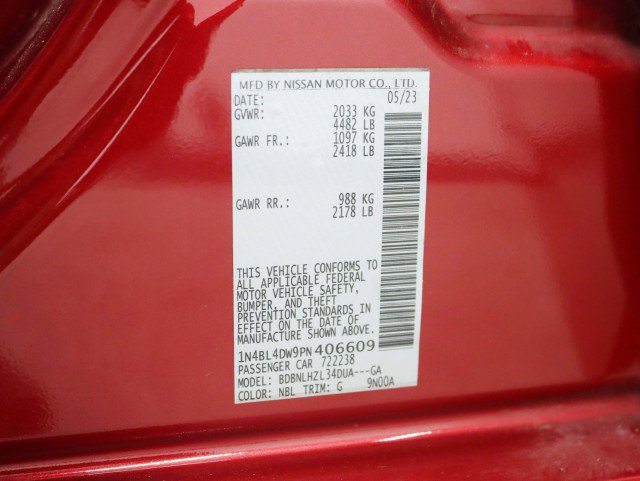 MFD BY NISSAN MOTOR CO., LTD.
DATE: 05/23
GVWR: 2033 KG
4482 LB
GAWR FR.: 1097 KG
2418 LB
GAWR RR.: 988 KG
2178 LB
THIS VEHICLE CONFORMS TO
ALL APPLICABLE FEDERAL
MOTOR VEHICLE SAFETY,
BUMPER, AND THEFT
PREVENTION STANDARDS IN
EFFECT ON THE DATE OF
MANUFACTURE SHOWN ABOVE.
1N4BL4DW9PN406609
PASSENGER CAR 722238
MODEL: BDBNLHZL34DUA---GA
COLOR: NBL TRIM: G 9N00A